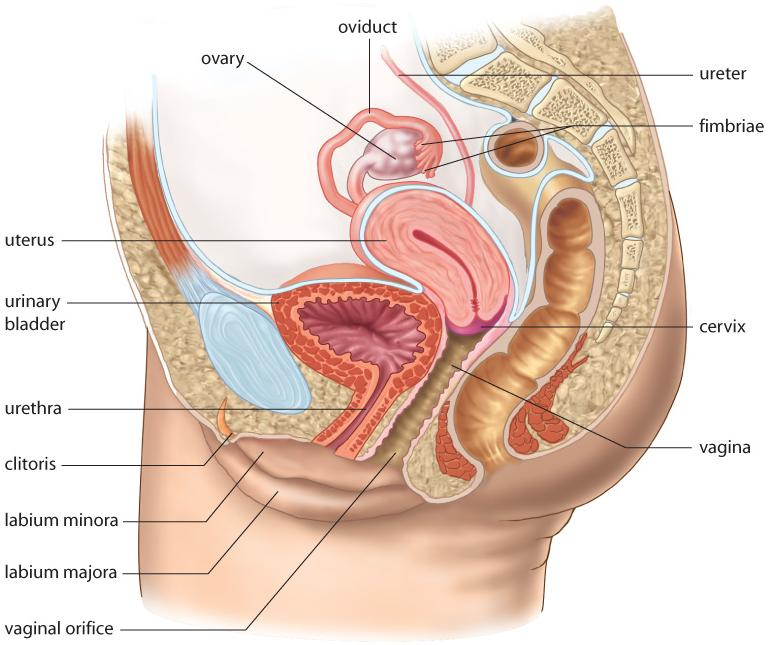 oviduct
ovary
ureter
fimbriae
uterus
urinary
bladder
cervix
urethra
vagina
clitoris
labium minora
labium majora
vaginal orifice